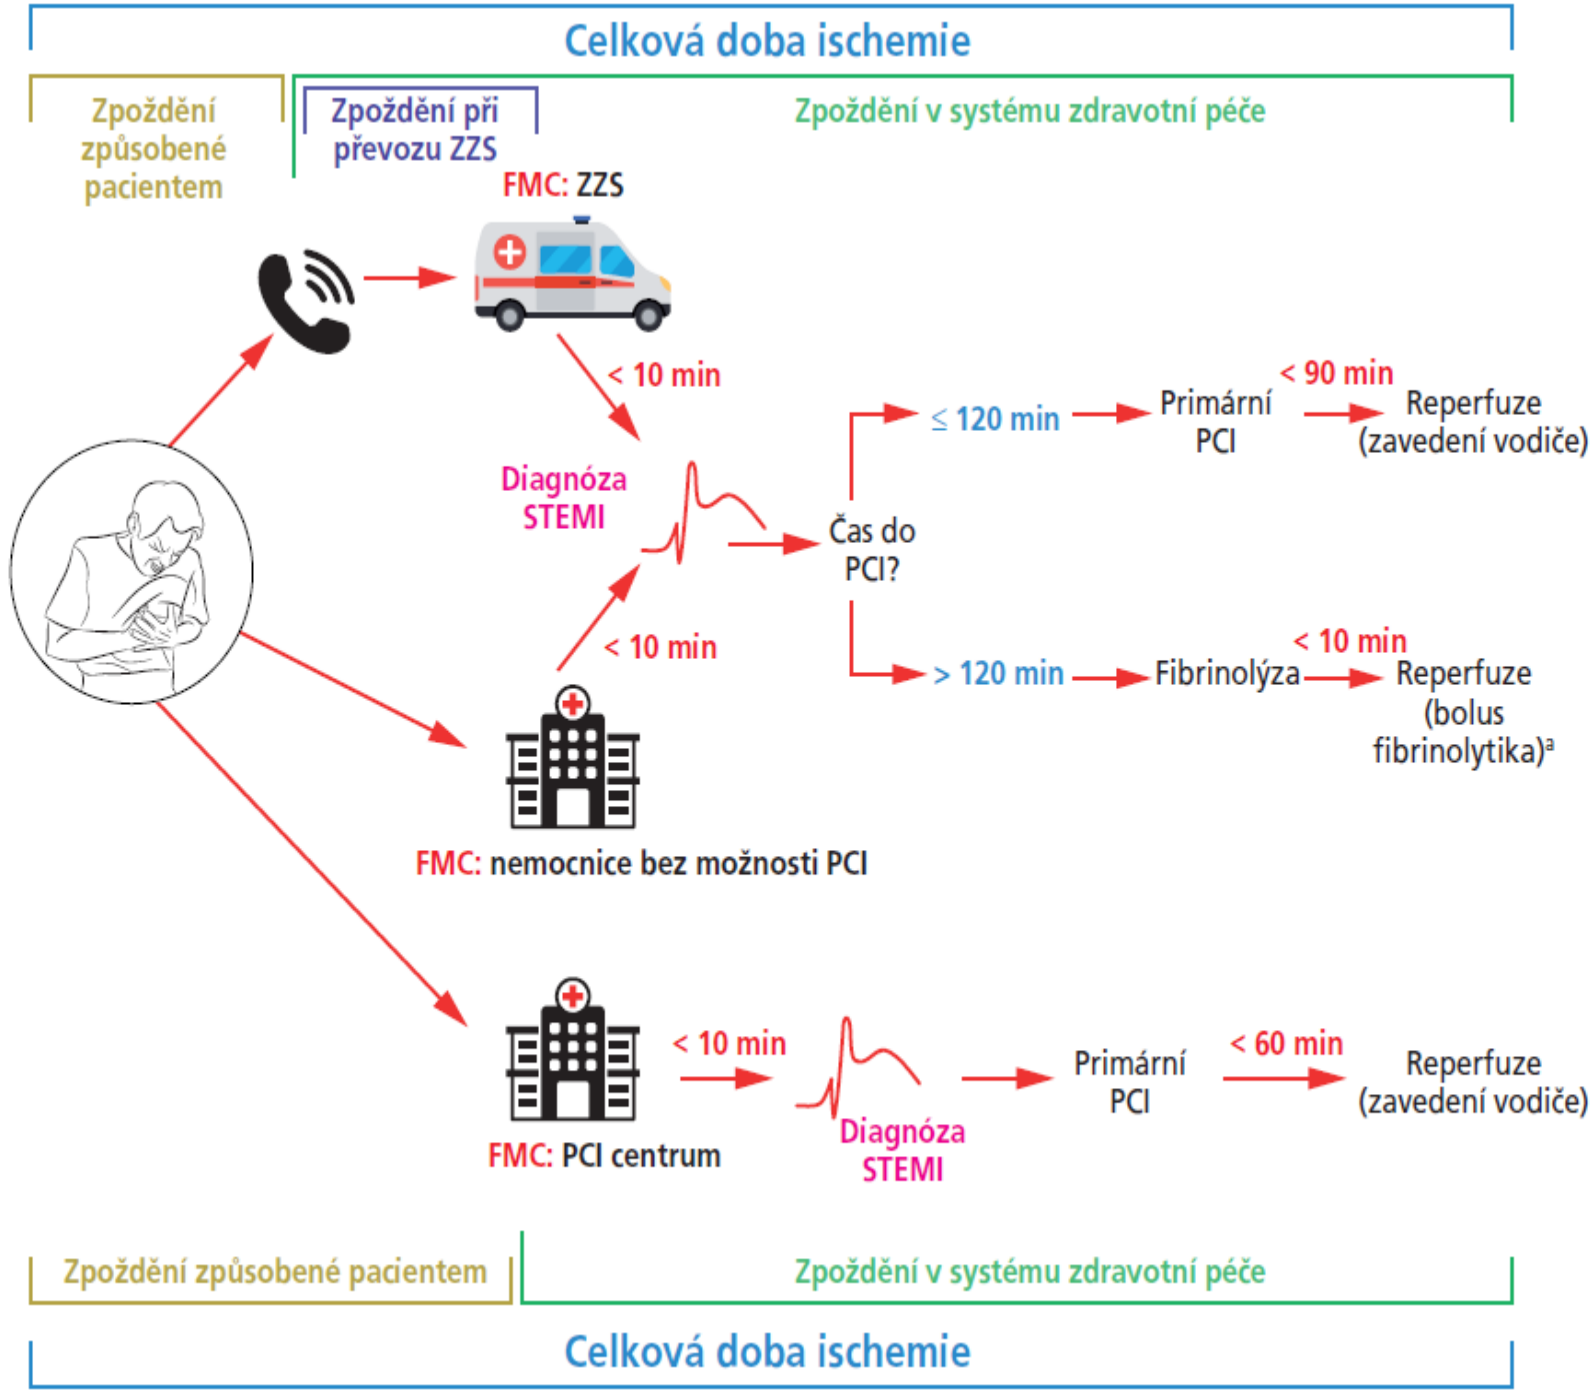 Celková doba ischemie
Zpoždění
způsobené
pacientem
Zpoždění při
převozu ZZS
Zpoždění v systému zdravotní péče
FMC: ZZS
< 10 min
Diagnóza
STEMI
< 10 min
Čas do
PCI?
≤ 120 min
Primární
PCI
< 90 min
Reperfuze
(zavedení vodiče)
> 120 min
Fibrinolýza
< 10 min
Reperfuze
(bolus
fibrinolytika)ª
FMC: nemocnice bez možnosti PCI
FMC: PCI centrum
< 10 min
Diagnóza
STEMI
Primární
PCI
< 60 min
Reperfuze
(zavedení vodiče)
Zpoždění způsobené pacientem
Zpoždění v systému zdravotní péče
Celková doba ischemie